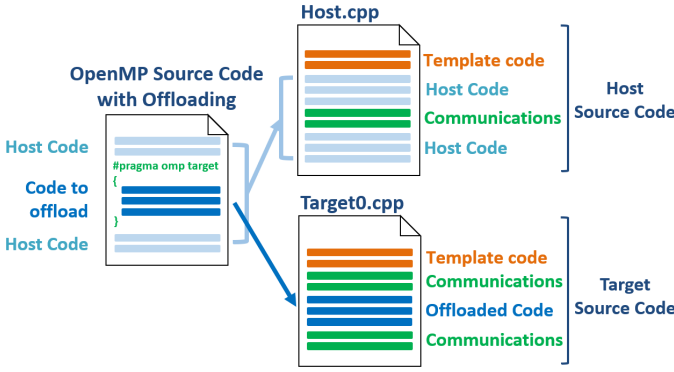 OpenMP Source Code
with Offloading
Host Code
#pragma omp target
{
Code to
offload
}
Host Code
Host.cpp
Template code
Host Code
Communications
Host Code
Host
Source Code
Target0.cpp
Template code
Communications
Offloaded Code
Communications
Target
Source Code